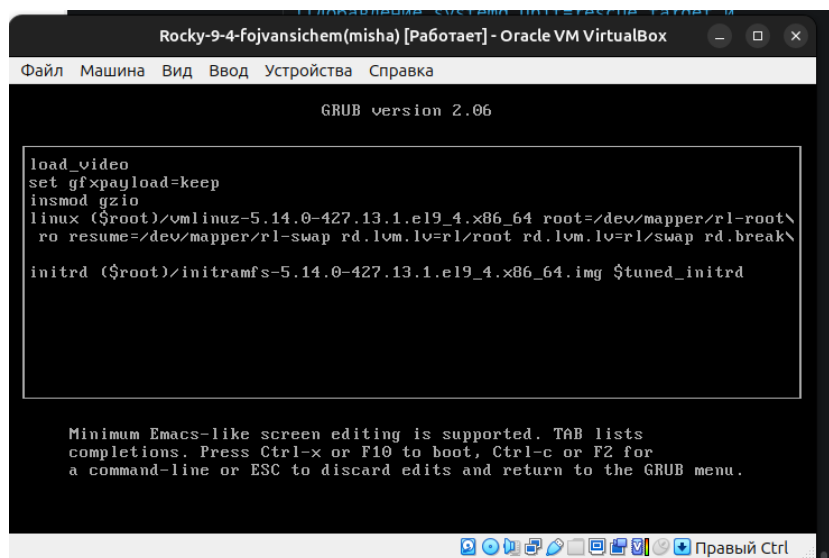 (Добавление systemd.unit=rescue.target и
Rocky-9-4-fojvansichem(misha) [Работает] - Oracle VM VirtualBox
Файл Машина Вид Ввод Устройства Справка
GRUB version 2.06
load_video
set gfxpayload=keep
insmod gzio
linux ($root)/vmlinuz-5.14.0-427.13.1.el9_4.x86_64 root=/dev/mapper/rl-root\
ro resume=/dev/mapper/rl-swap rd.lvm.lv=rl/root rd.lvm.lv=rl/swap rd.break\
initrd ($root)/initramfs-5.14.0-427.13.1.el9_4.x86_64.img $tuned_initrd
Minimum Emacs-like screen editing is supported. TAB lists
completions. Press Ctrl-x or F10 to boot, Ctrl-c or F2 for
a command-line or ESC to discard edits and return to the GRUB menu.
Правый Ctrl